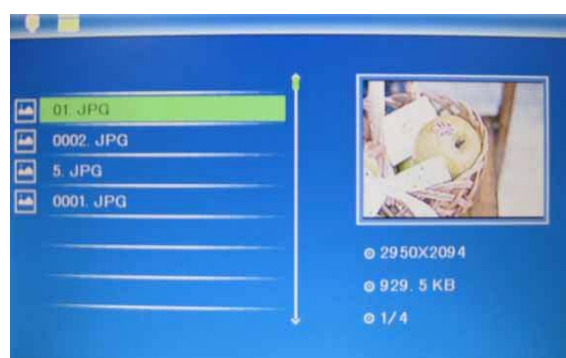 01. JPG
0002. JPG
5. JPG
0001. JPG
2950X2094
929. 5 KB
1/4